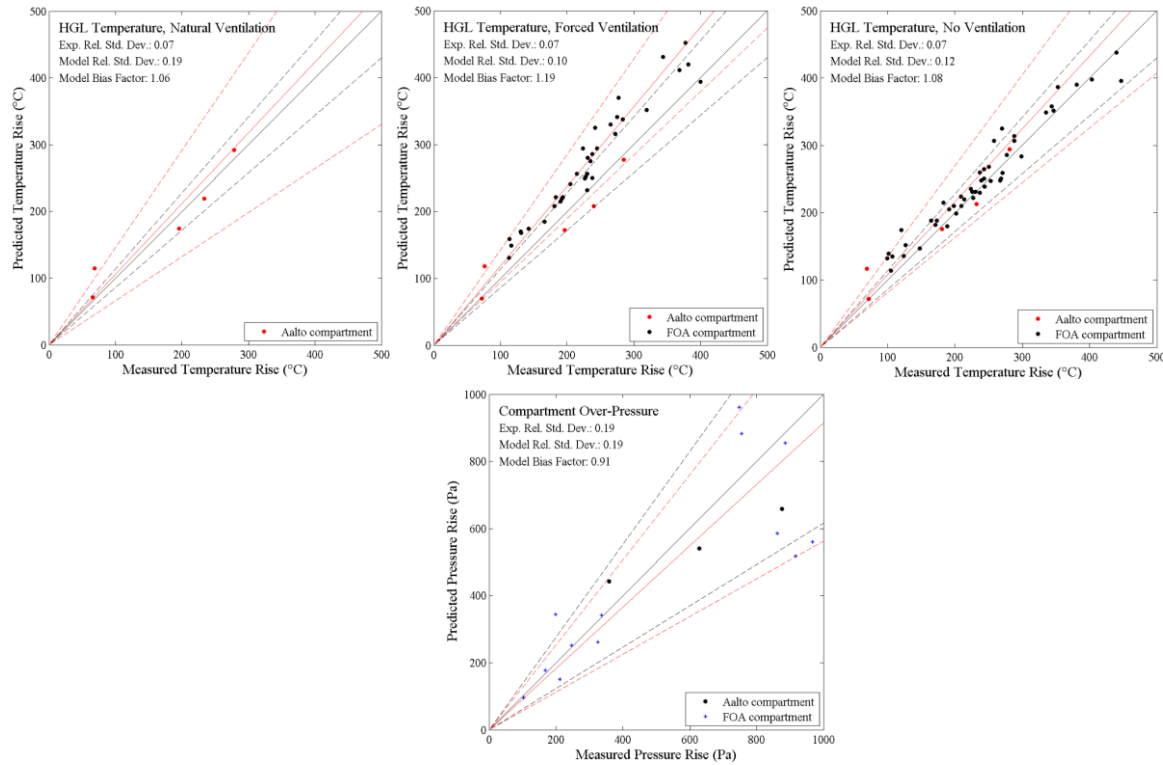 HGL Temperature, Natural Ventilation
Exp. Rel. Std. Dev.: 0.07
Model Rel. Std. Dev.: 0.19
Model Bias Factor: 1.06
500
400
300
200
100
0
Predicted Temperature Rise (°C)
Aalto compartment
0 100 200 300 400 500
Measured Temperature Rise (°C)
HGL Temperature, Forced Ventilation
Exp. Rel. Std. Dev.: 0.07
Model Rel. Std. Dev.: 0.10
Model Bias Factor: 1.19
500
400
300
200
100
0
Predicted Temperature Rise (°C)
Aalto compartment
FOA compartment
0 100 200 300 400 500
Measured Temperature Rise (°C)
HGL Temperature, No Ventilation
Exp. Rel. Std. Dev.: 0.07
Model Rel. Std. Dev.: 0.12
Model Bias Factor: 1.08
500
400
300
200
100
0
Predicted Temperature Rise (°C)
Aalto compartment
FOA compartment
0 100 200 300 400 500
Measured Temperature Rise (°C)
Compartment Over-Pressure
Exp. Rel. Std. Dev.: 0.19
Model Rel. Std. Dev.: 0.19
Model Bias Factor: 0.91
1000
800
600
400
200
0
Predicted Pressure Rise (Pa)
Aalto compartment
FOA compartment
0 200 400 600 800 1000
Measured Pressure Rise (Pa)